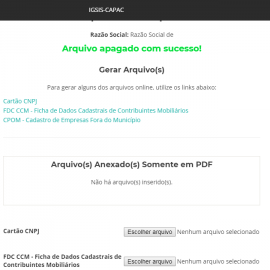 IGSIS-CAPAC
Razão Social: Razão Social de
Arquivo apagado com sucesso!
Gerar Arquivo(s)
Para gerar alguns dos arquivos online, utilize os links abaixo:
Cartão CNPJ
FDC CCM - Ficha de Dados Cadastrais de Contribuintes Mobiliários
CPOM - Cadastro de Empresas Fora do Município
Arquivo(s) Anexado(s) Somente em PDF
Não há arquivo(s) inserido(s).
Cartão CNPJ
Escolher arquivo Nenhum arquivo selecionado
FDC CCM - Ficha de Dados Cadastrais de
Contribuintes Mobiliários
Escolher arquivo Nenhum arquivo selecionado